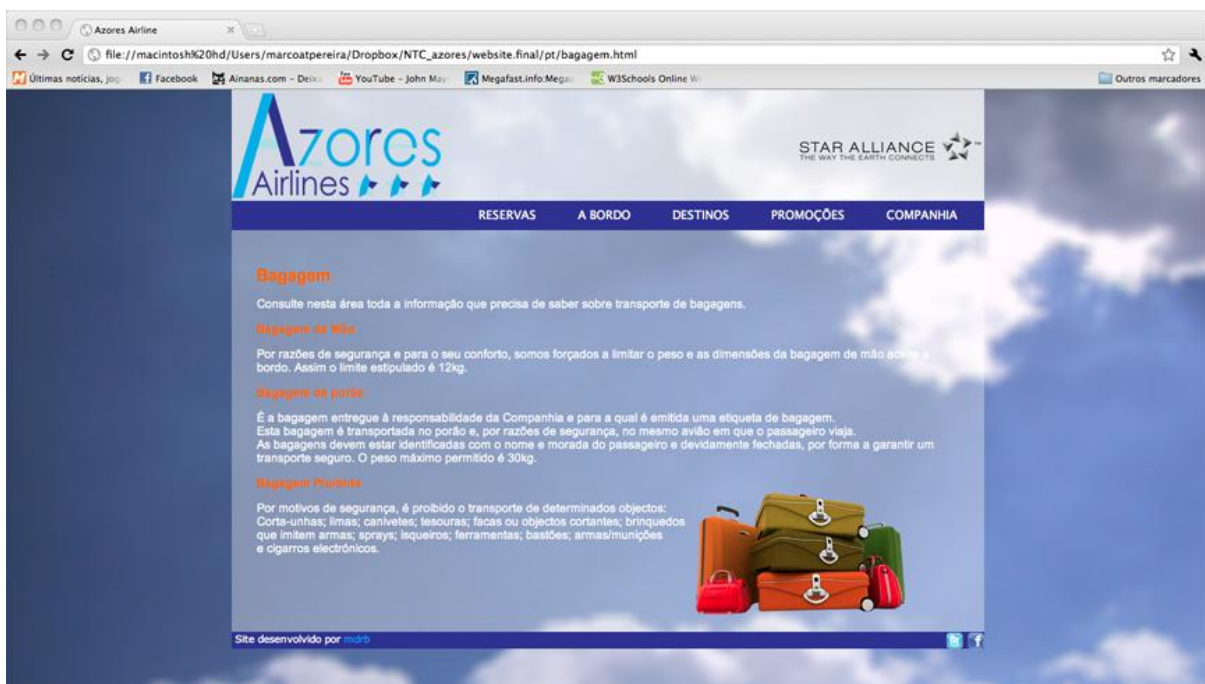 Azores Airline
file://macintosh%20hd/Users/marcoatpereira/Dropbox/NTC_azores/website.final/pt/bagagem.html
Últimas notícias, jog Facebook Ainanas.com – Deixa YouTube – John May Megafast.info:Mega W3Schools Online W Outros marcadores
Azores
Airlines
STAR ALLIANCE
THE WAY THE EARTH CONNECTS
RESERVAS A BORDO DESTINOS PROMOÇÕES COMPANHIA
Bagagem
Consulte nesta área toda a informação que precisa de saber sobre transporte de bagagens.
Bagagem de Mão
Por razões de segurança e para o seu conforto, somos forçados a limitar o peso e as dimensões da bagagem de mão aceite a
bordo. Assim o limite estipulado é 12kg.
Bagagem de porão
É a bagagem entregue à responsabilidade da Companhia e para a qual é emitida uma etiqueta de bagagem.
Esta bagagem é transportada no porão e, por razões de segurança, no mesmo avião em que o passageiro viaja.
As bagagens devem estar identificadas com o nome e morada do passageiro e devidamente fechadas, por forma a garantir um
transporte seguro. O peso máximo permitido é 30kg.
Bagagem Proibida
Por motivos de segurança, é proibido o transporte de determinados objectos:
Corta-unhas; limas; canivetes; tesouras; facas ou objectos cortantes; brinquedos
que imitem armas; sprays; isqueiros; ferramentas; bastões; armas/munições
e cigarros electrónicos.
Site desenvolvido por mdrb